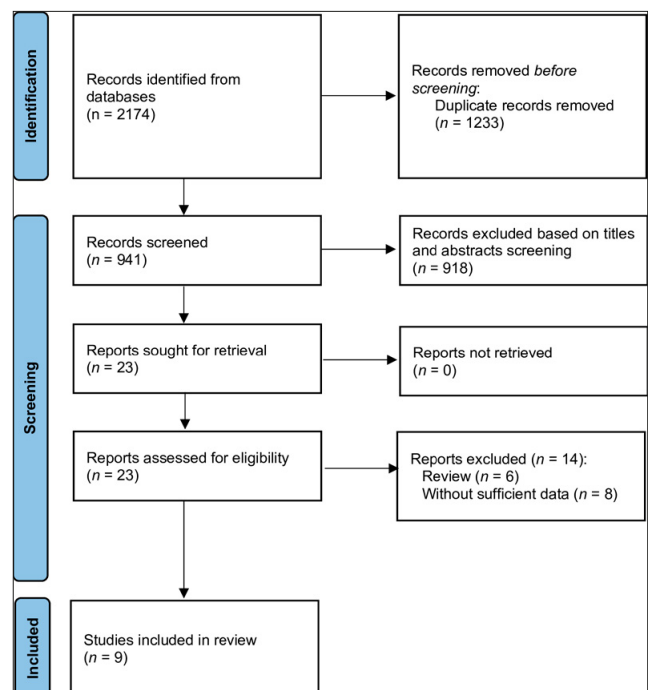 Identification
Records identified from
databases
(n = 2174)
Records removed before
screening:
Duplicate records removed
(n = 1233)
Screening
Records screened
(n = 941)
Records excluded based on titles
and abstracts screening
(n = 918)
Reports sought for retrieval
(n = 23)
Reports not retrieved
(n = 0)
Reports assessed for eligibility
(n = 23)
Reports excluded (n = 14):
Review (n = 6)
Without sufficient data (n = 8)
Included
Studies included in review
(n = 9)